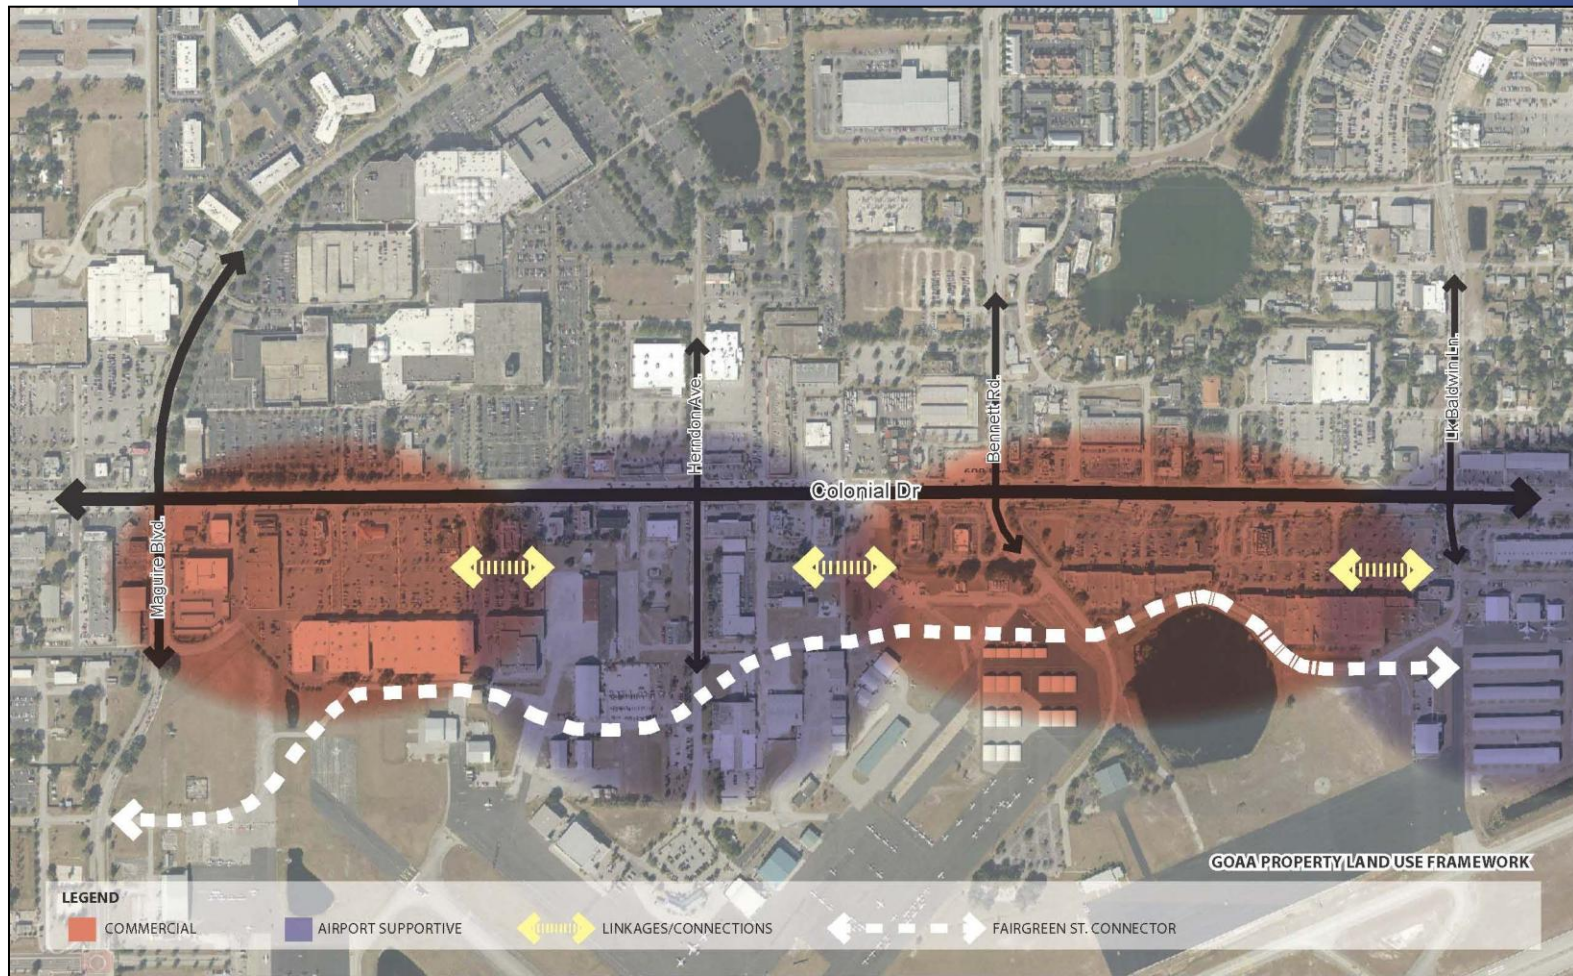 Colonial Dr
Maguire Blvd.
Herndon Ave.
Bennett Rd.
Lk Baldwin Ln.
GOAA PROPERTY LAND USE FRAMEWORK
LEGEND
COMMERCIAL
AIRPORT SUPPORTIVE
LINKAGES/CONNECTIONS
FAIRGREEN ST. CONNECTOR